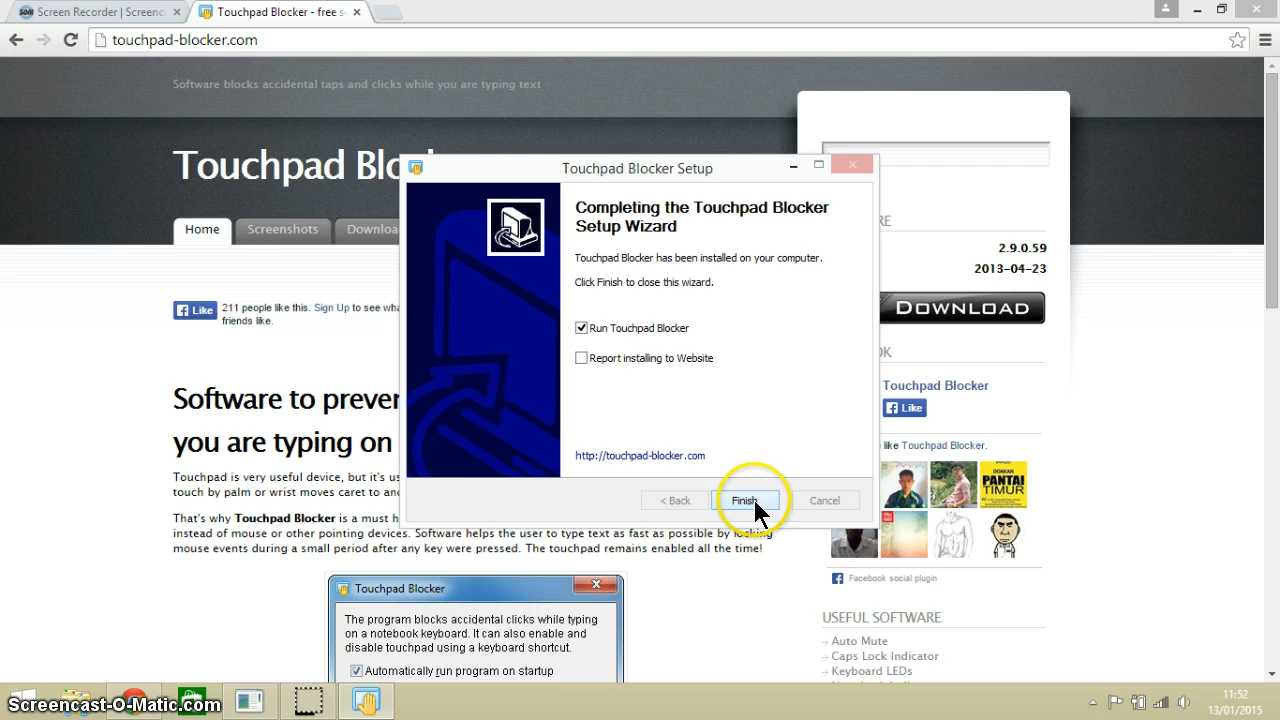 Screen Recorder | Screenc
Touchpad Blocker - free s
touchpad-blocker.com
Software blocks accidental taps and clicks while you are typing text
Touchpad Blo
Home
Screenshots
Downloa
Like
211 people like this. Sign Up to see wha
friends like.
Software to preven
you are typing on
Touchpad is very useful device, but it's us
touch by palm or wrist moves caret to an
That's why Touchpad Blocker is a must h
instead of mouse or other pointing devices. Software helps the user to type text as fast as possible by locking
mouse events during a small period after any key were pressed. The touchpad remains enabled all the time!
Touchpad Blocker
The program blocks accidental clicks while typing
on a notebook keyboard. It can also enable and
disable touchpad using a keyboard shortcut.
Automatically run program on startup
Touchpad Blocker Setup
Completing the Touchpad Blocker
Setup Wizard
Touchpad Blocker has been installed on your computer.
Click Finish to close this wizard.
Run Touchpad Blocker
Report installing to Website
http://touchpad-blocker.com
< Back
Finish
Cancel
RE
2.9.0.59
2013-04-23
DOWNLOAD
OK
Touchpad Blocker
Like
like Touchpad Blocker.
DOAKAN
PANTAI
TIMUR
Facebook social plugin
USEFUL SOFTWARE
Auto Mute
Caps Lock Indicator
Keyboard LEDs
Screencast-O-Matic.com
11:52
13/01/2015